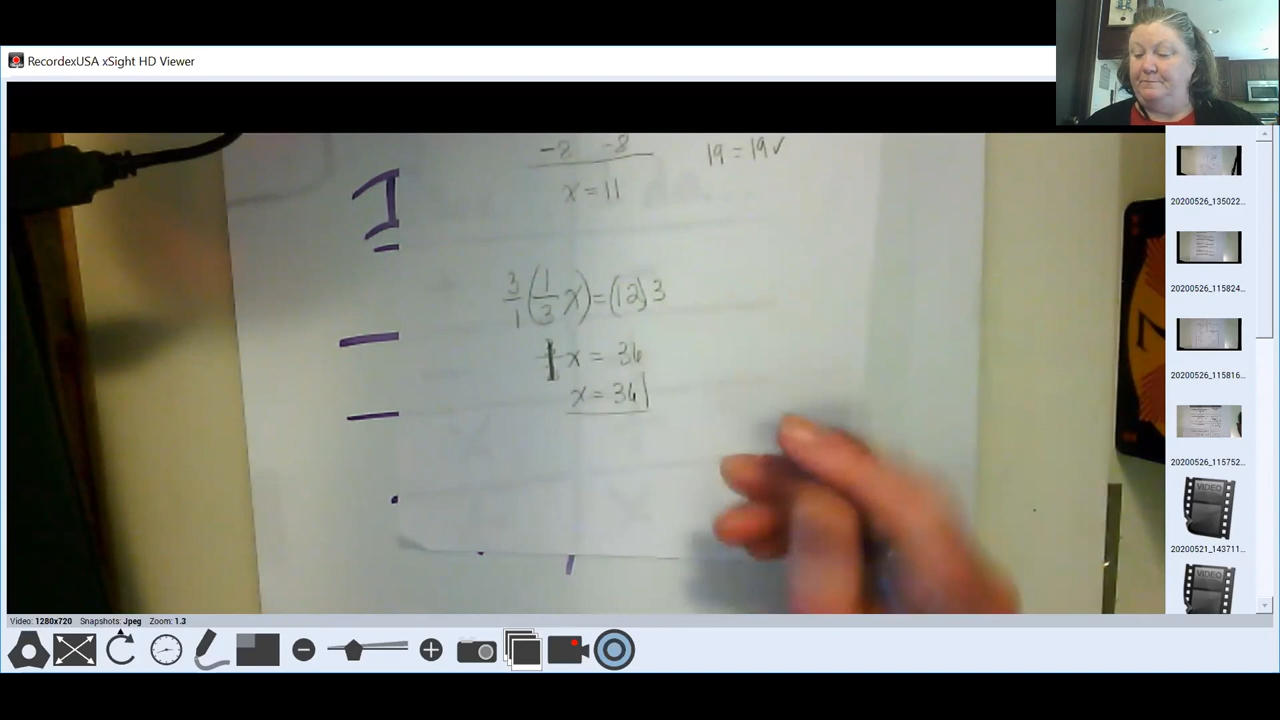 RecordexUSA xSight HD Viewer
-8 -8
19 = 19 ✓
x = 11
3/1 (1/3 x) = (12) 3
x = 36
x = 36
20200526_135022...
20200526_115824...
20200526_115816...
20200526_115752...
VIDEO
20200521_143711...
VIDEO
Video: 1280x720 Snapshots: Jpeg Zoom: 1.3